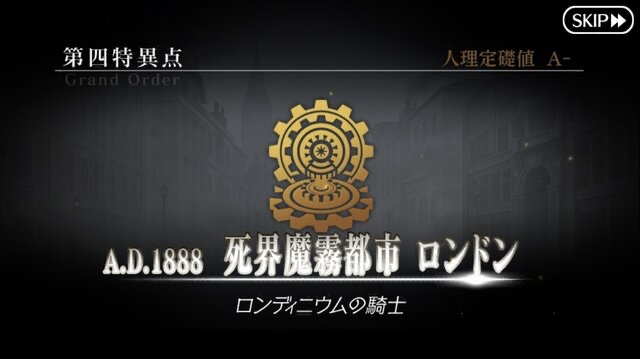 SKIP
第四特異点
人理定礎値 A-
Grand Order
A.D.1888 死界魔霧都市 ロンドン
ロンディニウムの騎士